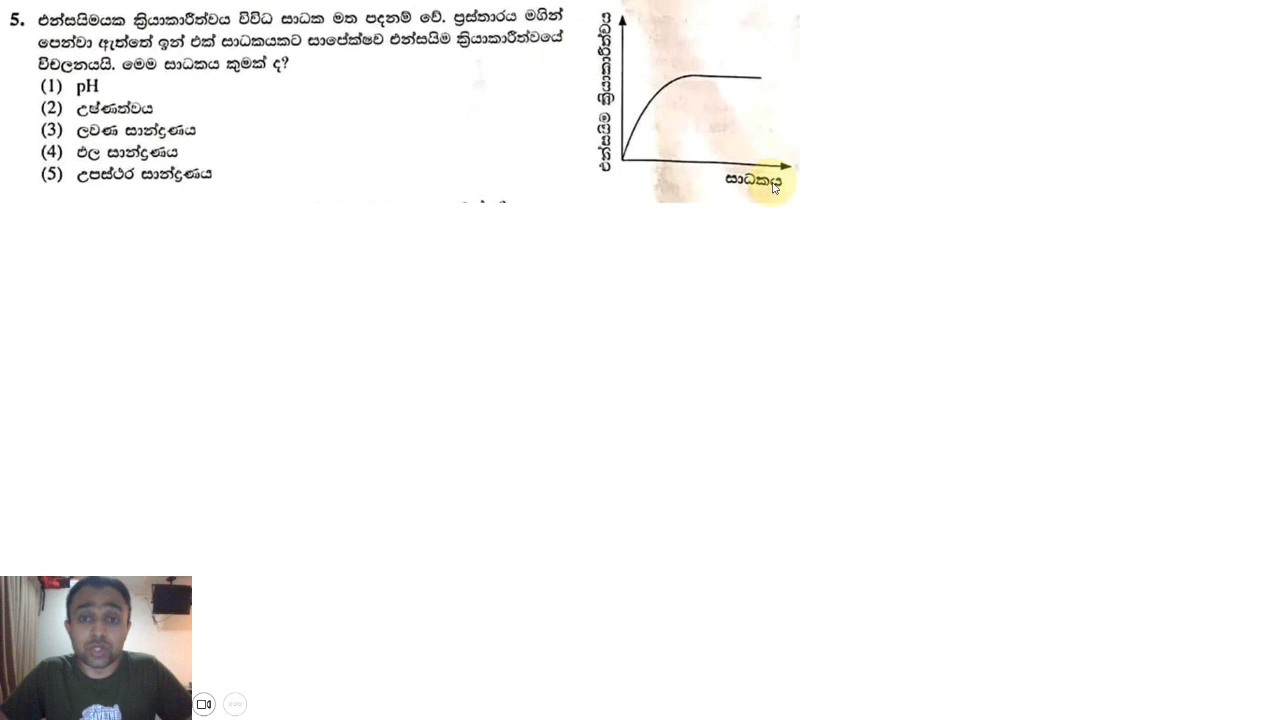 5. එන්සයිමයක ක්‍රියාකාරීත්වය විවිධ සාධක මත පදනම් වේ. ප්‍රස්තාරය මගින්
පෙන්වා ඇත්තේ ඉන් එක් සාධකයකට සාපේක්ෂව එන්සයිම ක්‍රියාකාරීත්වයේ
විචලනයයි. මෙම සාධකය කුමක් ද?
(1) pH
(2) උෂ්ණත්වය
(3) ලවණ සාන්ද්‍රණය
(4) ඵල සාන්ද්‍රණය
(5) උපස්ථර සාන්ද්‍රණය
එන්සයිම ක්‍රියාකාරීත්වය
සාධකය